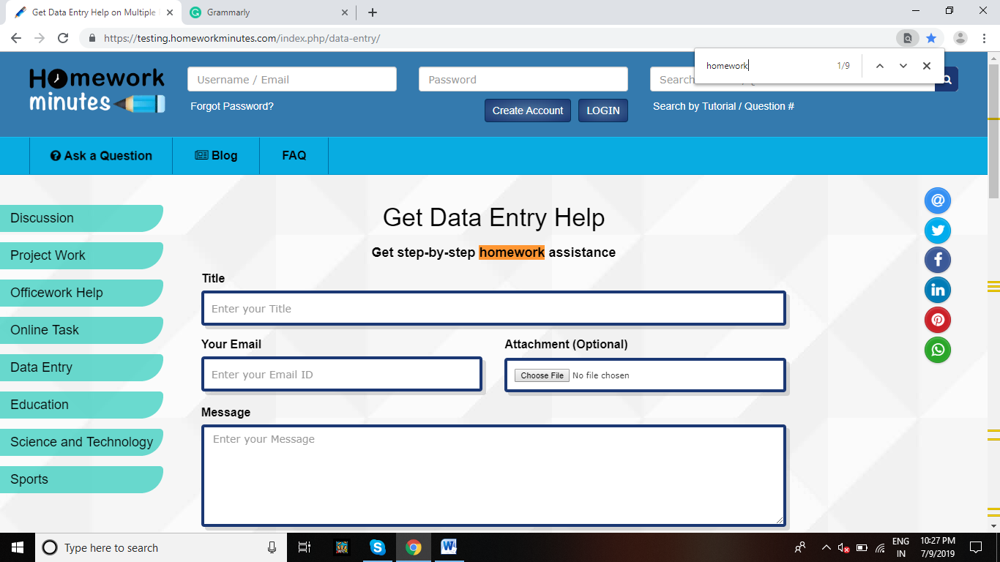 Get Data Entry Help on Multiple
Grammarly
https://testing.homeworkminutes.com/index.php/data-entry/
homework
1/9
Homework
minutes
Username / Email
Password
Search
Forgot Password?
Create Account
LOGIN
Search by Tutorial / Question #
Ask a Question
Blog
FAQ
Discussion
Project Work
Officework Help
Online Task
Data Entry
Education
Science and Technology
Sports
Get Data Entry Help
Get step-by-step homework assistance
Title
Enter your Title
Your Email
Attachment (Optional)
Enter your Email ID
Choose File No file chosen
Message
Enter your Message
Type here to search
ENG
IN
10:27 PM
7/9/2019